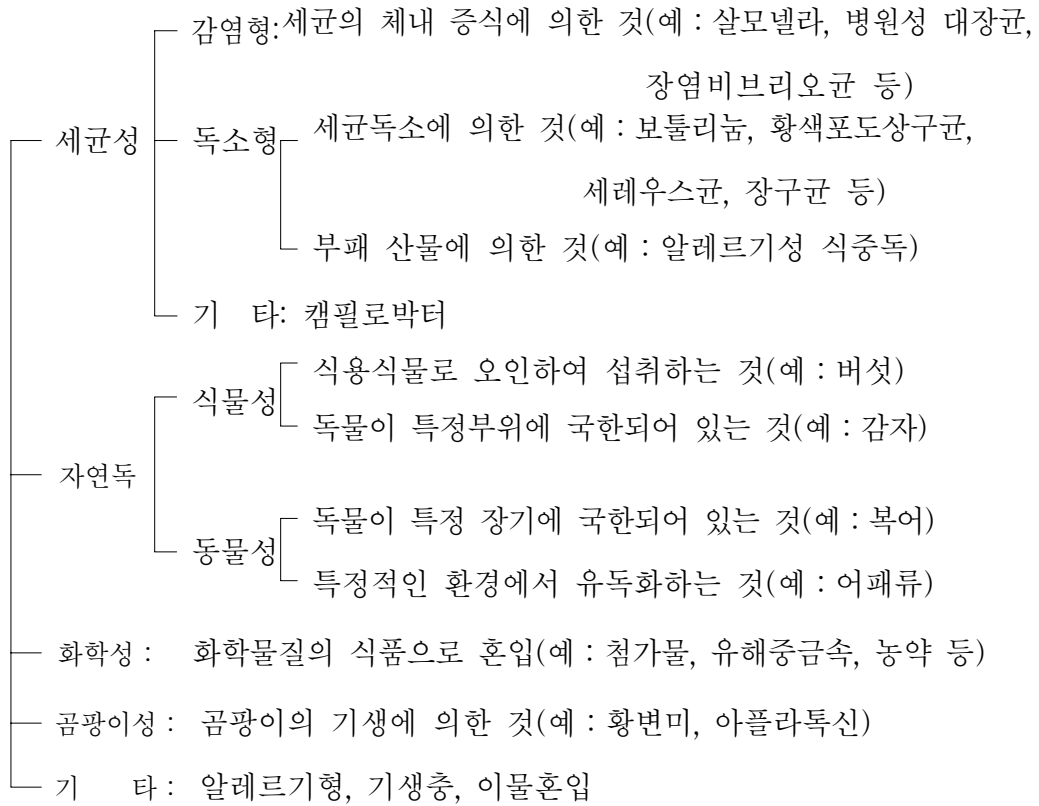 감염형:세균의 체내 증식에 의한 것(예 : 살모넬라, 병원성 대장균,
장염비브리오균 등)
세균성
독소형
세균독소에 의한 것(예 : 보툴리눔, 황색포도상구균,
세레우스균, 장구균 등)
부패 산물에 의한 것(예 : 알레르기성 식중독)
기 타: 캠필로박터
자연독
식물성
식용식물로 오인하여 섭취하는 것(예 : 버섯)
독물이 특정부위에 국한되어 있는 것(예 : 감자)
동물성
독물이 특정 장기에 국한되어 있는 것(예 : 복어)
특정적인 환경에서 유독화하는 것(예 : 어패류)
화학성 : 화학물질의 식품으로 혼입(예 : 첨가물, 유해중금속, 농약 등)
곰팡이성 : 곰팡이의 기생에 의한 것(예 : 황변미, 아플라톡신)
기 타 : 알레르기형, 기생충, 이물혼입